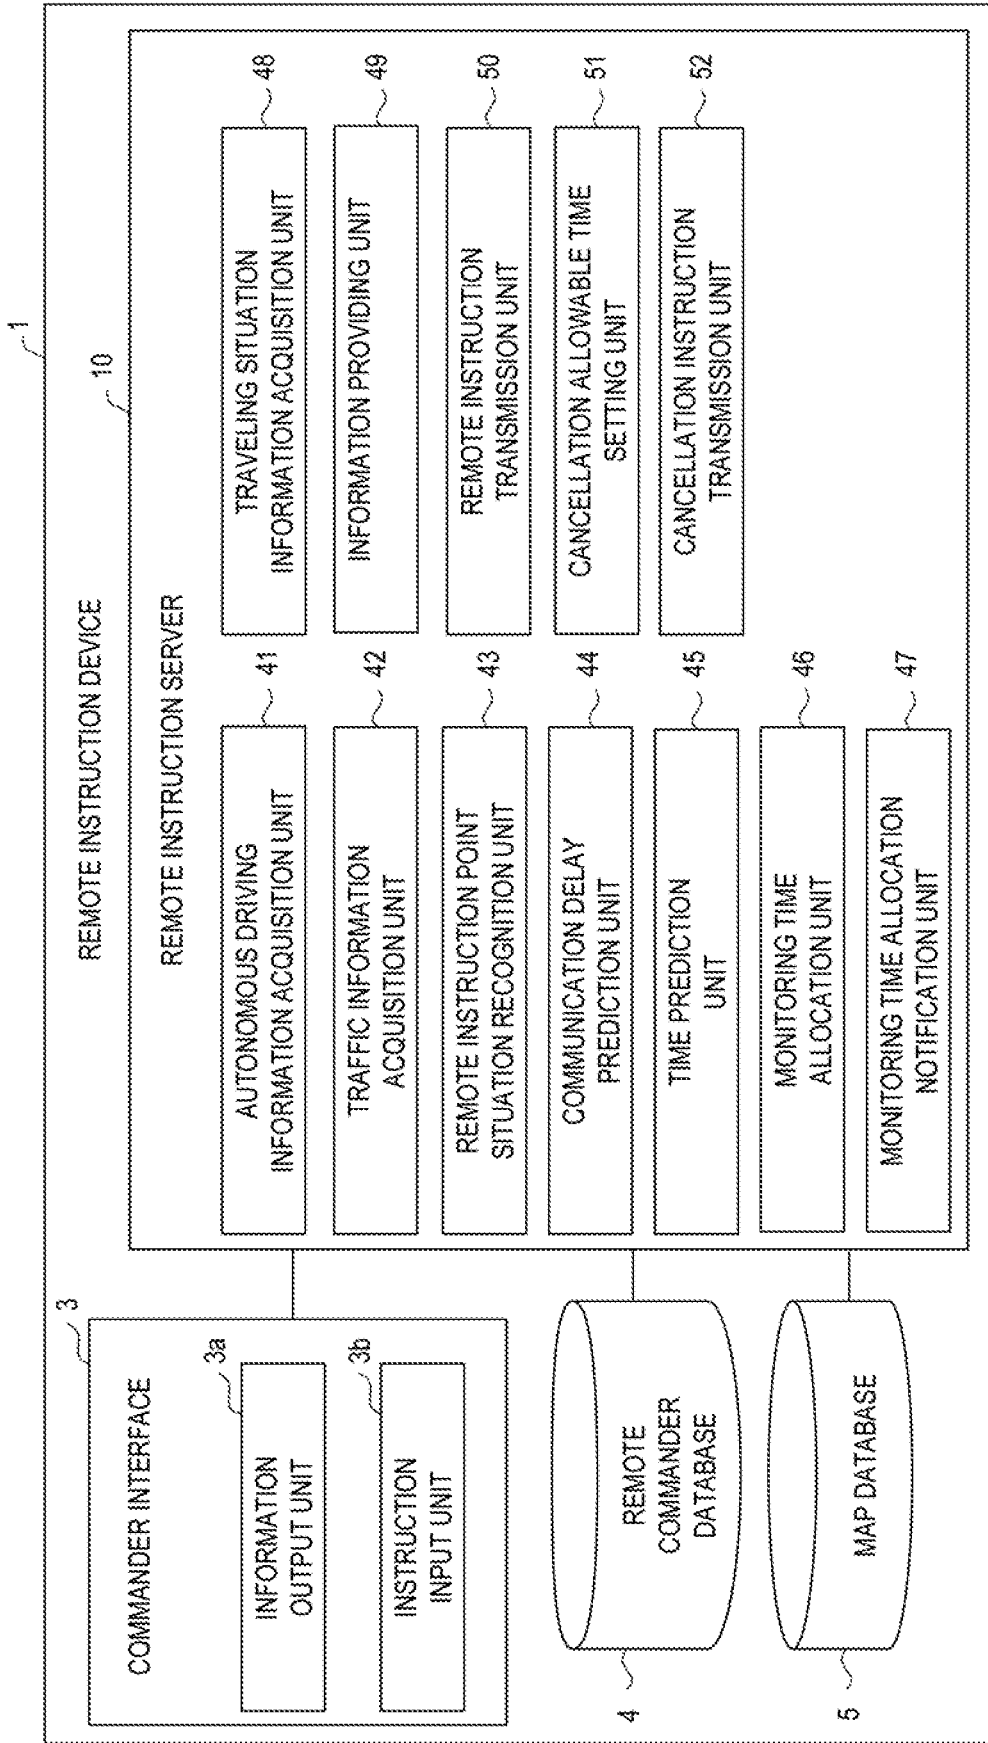 1
REMOTE INSTRUCTION DEVICE
10
REMOTE INSTRUCTION SERVER
3
COMMANDER INTERFACE
3a
INFORMATION
OUTPUT UNIT
3b
INSTRUCTION
INPUT UNIT
4
REMOTE
COMMANDER
DATABASE
5
MAP DATABASE
41
AUTONOMOUS DRIVING
INFORMATION ACQUISITION UNIT
42
TRAFFIC INFORMATION
ACQUISITION UNIT
43
REMOTE INSTRUCTION POINT
SITUATION RECOGNITION UNIT
44
COMMUNICATION DELAY
PREDICTION UNIT
45
TIME PREDICTION
UNIT
46
MONITORING TIME
ALLOCATION UNIT
47
MONITORING TIME ALLOCATION
NOTIFICATION UNIT
48
TRAVELING SITUATION
INFORMATION ACQUISITION UNIT
49
INFORMATION PROVIDING UNIT
50
REMOTE INSTRUCTION
TRANSMISSION UNIT
51
CANCELLATION ALLOWABLE TIME
SETTING UNIT
52
CANCELLATION INSTRUCTION
TRANSMISSION UNIT